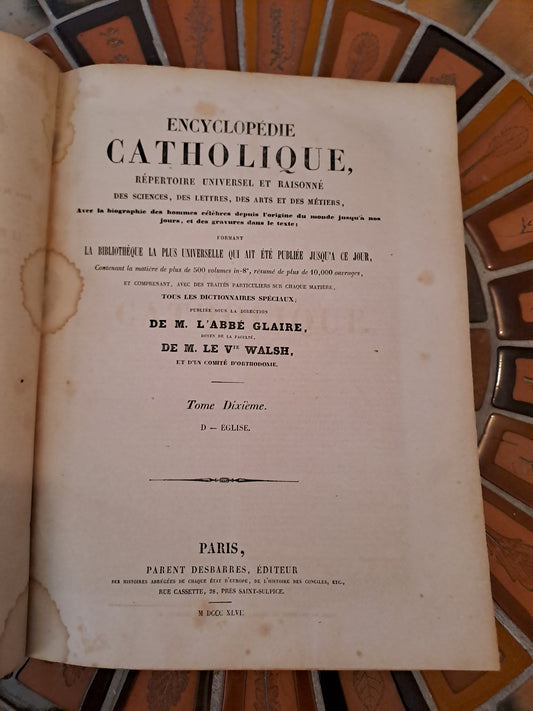 ENCYCLOPÉDIE
CATHOLIQUE,
RÉPERTOIRE UNIVERSEL ET RAISONNÉ
DES SCIENCES, DES LETTRES, DES ARTS ET DES MÉTIERS,
Avec la biographie des hommes célèbres depuis l'origine du monde jusqu'à nos
jours, et des gravures dans le texte;
FORMANT
LA BIBLIOTHÈQUE LA PLUS UNIVERSELLE QUI AIT ÉTÉ PUBLIÉE JUSQU'A CE JOUR,
Contenant la matière de plus de 500 volumes in-8°, résumé de plus de 10,000 ouvrages,
ET COMPRENANT, AVEC DES TRAITÉS PARTICULIERS SUR CHAQUE MATIÈRE,
TOUS LES DICTIONNAIRES SPÉCIAUX;
PUBLIÉE SOUS LA DIRECTION
DE M. L'ABBÉ GLAIRE,
DOYEN DE LA FACULTÉ,
DE M. LE Vte WALSH,
ET D'UN COMITÉ D'ORTHODOXIE.
Tome Dixième.
D — ÉGLISE.
PARIS,
PARENT DESBARRES, ÉDITEUR
DES HISTOIRES ABRÉGÉES DE CHAQUE ÉTAT D'EUROPE, DE L'HISTOIRE DES CONCILES, ETC.,
RUE CASSETTE, 28, PRÈS SAINT-SULPICE.
M DCCC XLVI.